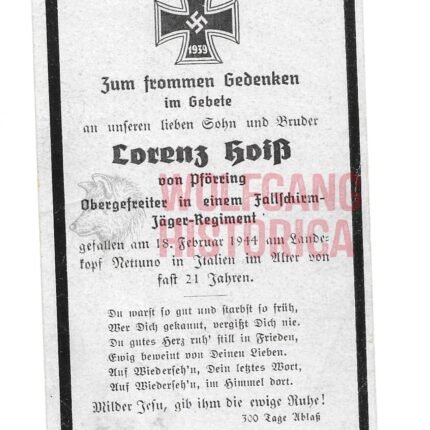 1939
Zum frommen Gedenken
im Gebete
an unseren lieben Sohn und Bruder
Lorenz Hoiß
von Pförring
Obergefreiter in einem Fallschirm-
Jäger-Regiment
gefallen am 18. Februar 1944 am Lande-
kopf Nettuno in Italien im Alter von
fast 21 Jahren.
Du warst so gut und starbst so früh,
Wer Dich gekannt, vergißt Dich nie.
Du gutes Herz ruh' still in Frieden,
Ewig beweint von Deinen Lieben.
Auf Wiederseh'n, Dein letztes Wort,
Auf Wiederseh'n, im Himmel dort.
Milder Jesu, gib ihm die ewige Ruhe!
300 Tage Ablaß
WOLFGANG
HISTORICA